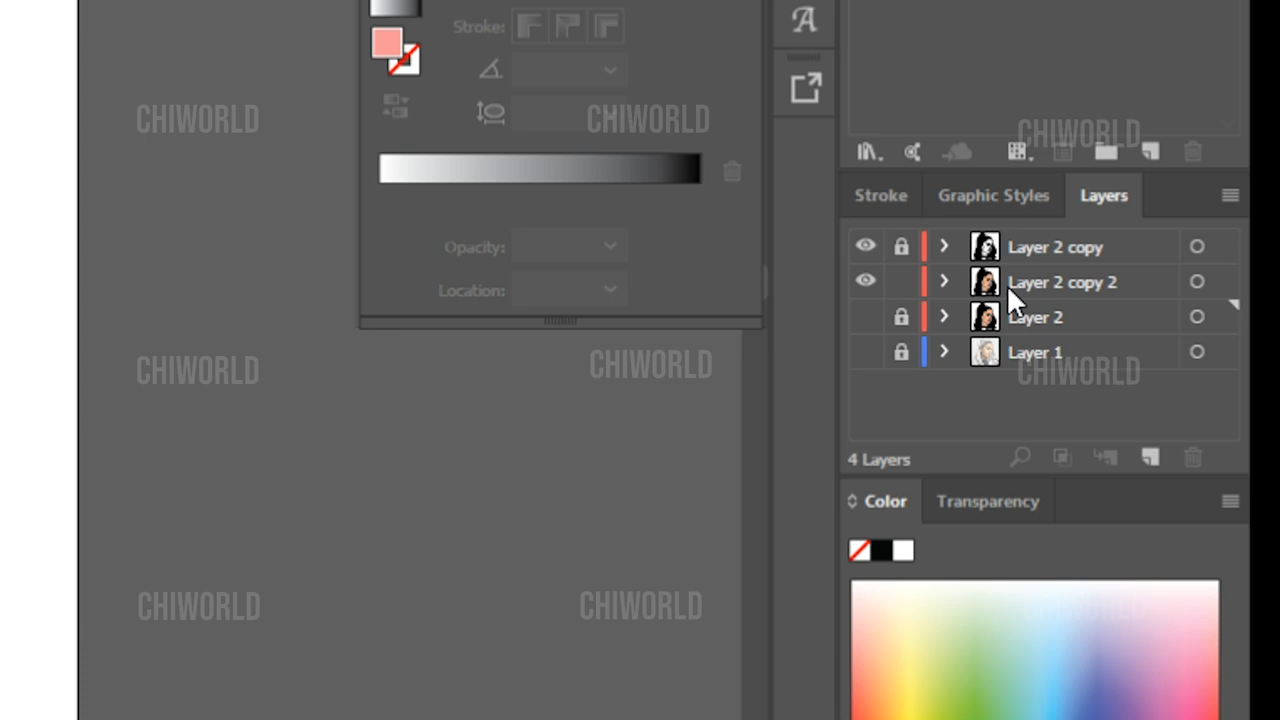 Stroke:
CHIWORLD
CHIWORLD
CHIWORLD
Stroke
Graphic Styles
Layers
Opacity:
Location:
Layer 2 copy
Layer 2 copy 2
Layer 2
Layer 1
CHIWORLD
CHIWORLD
CHIWORLD
4 Layers
Color
Transparency
CHIWORLD
CHIWORLD
CHIWORLD